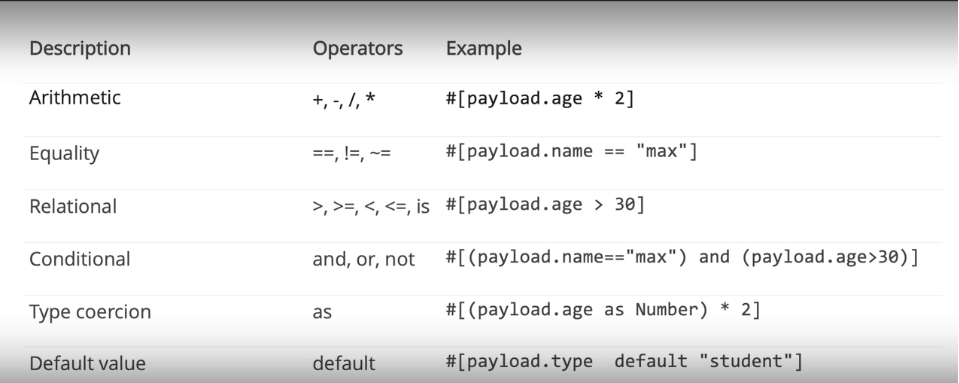 Description Operators Example
Arithmetic +, -, /, * #[payload.age * 2]
Equality ==, !=, ~= #[payload.name == "max"]
Relational >, >=, <, <=, is #[payload.age > 30]
Conditional and, or, not #[(payload.name=="max") and (payload.age>30)]
Type coercion as #[(payload.age as Number) * 2]
Default value default #[payload.type  default "student"]